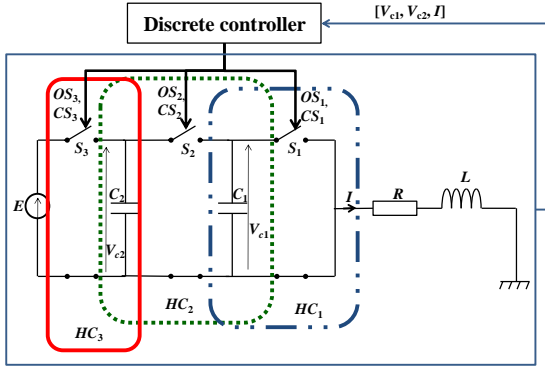 Discrete controller
[Vc1, Vc2, I]
OS3,
CS3
OS2,
CS2
OS1,
CS1
S3
S2
S1
E
C2
C1
Vc2
Vc1
I
R
L
HC3
HC2
HC1